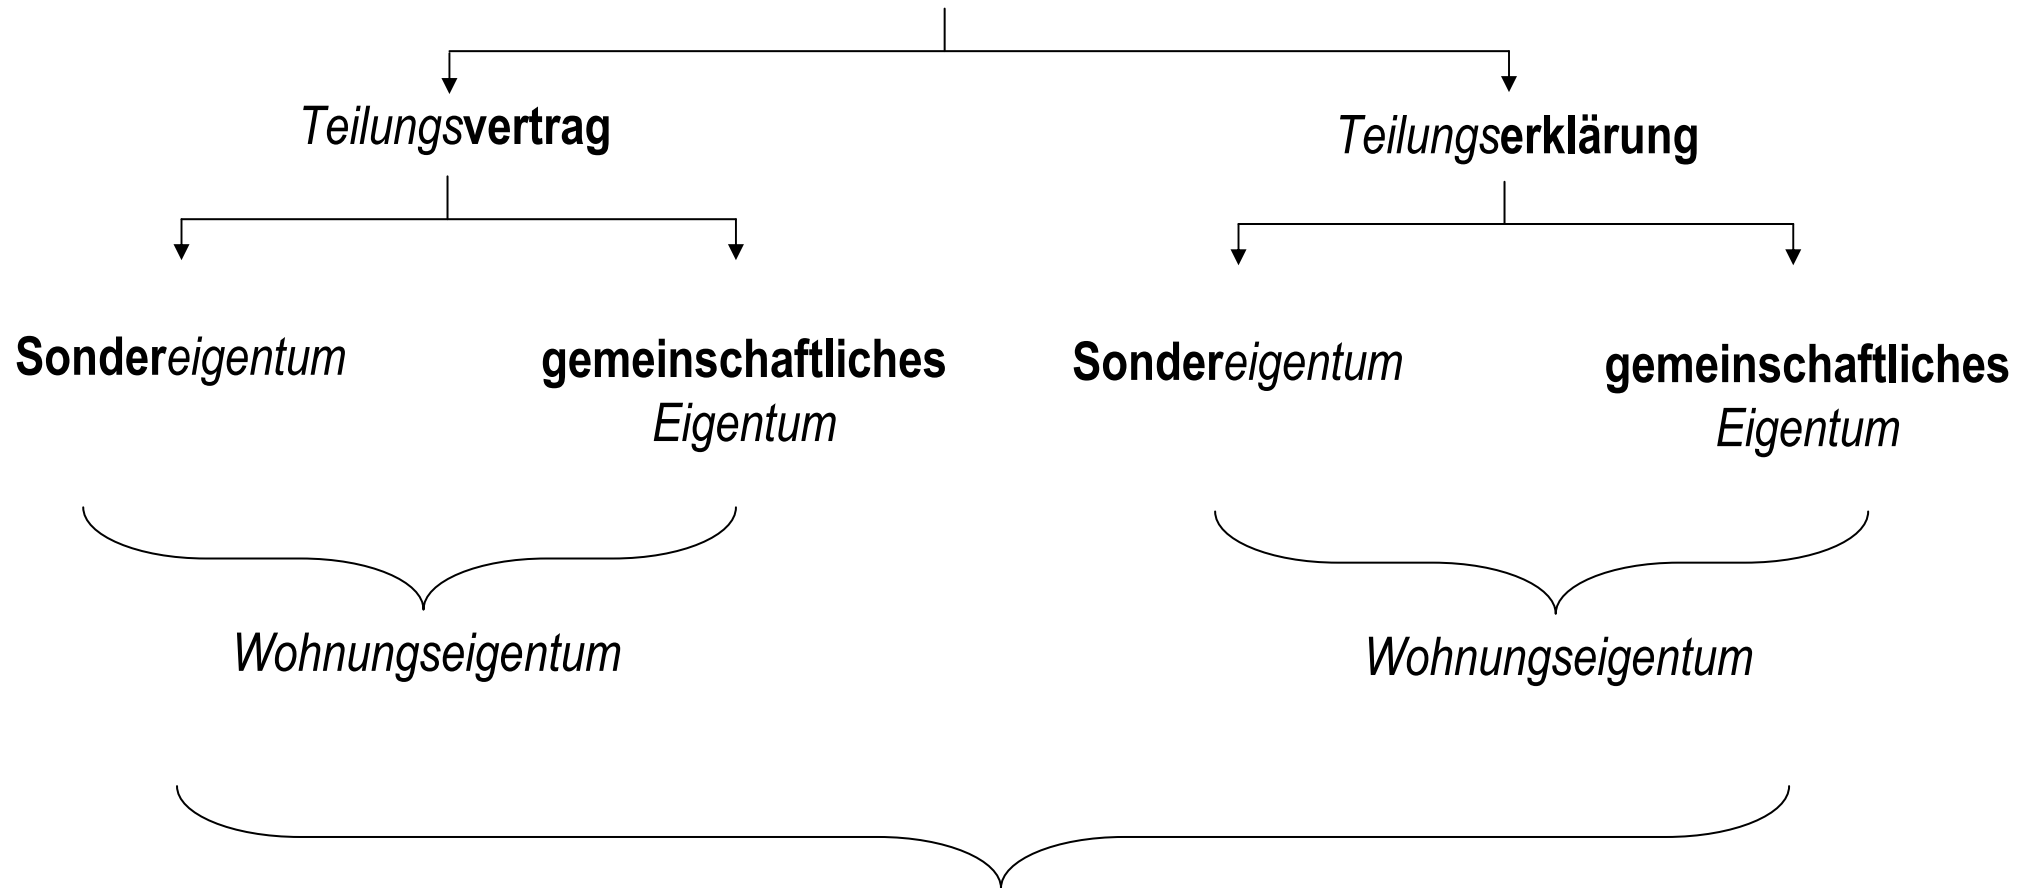 Teilungsvertrag
Teilungserklärung
Sondereigentum
gemeinschaftliches
Eigentum
Sondereigentum
gemeinschaftliches
Eigentum
Wohnungseigentum
Wohnungseigentum